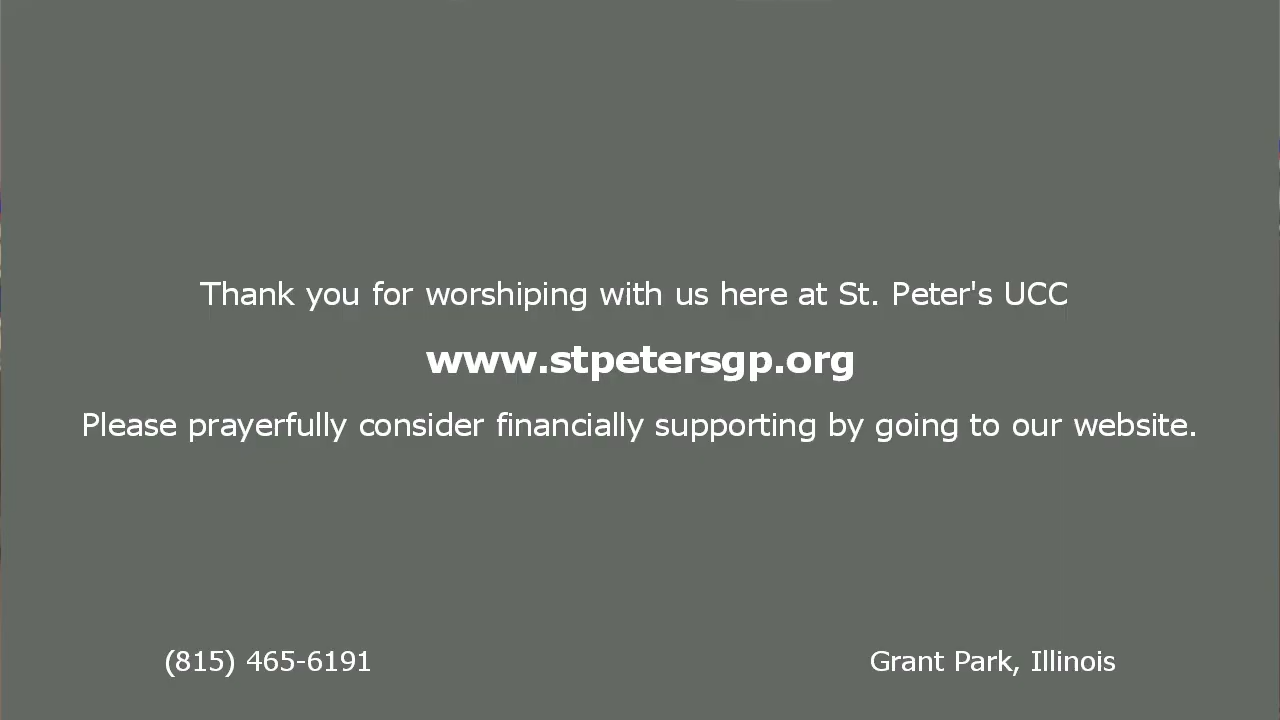 Thank you for worshiping with us here at St. Peter's UCC
www.stpetersgp.org
Please prayerfully consider financially supporting by going to our website.
(815) 465-6191
Grant Park, Illinois